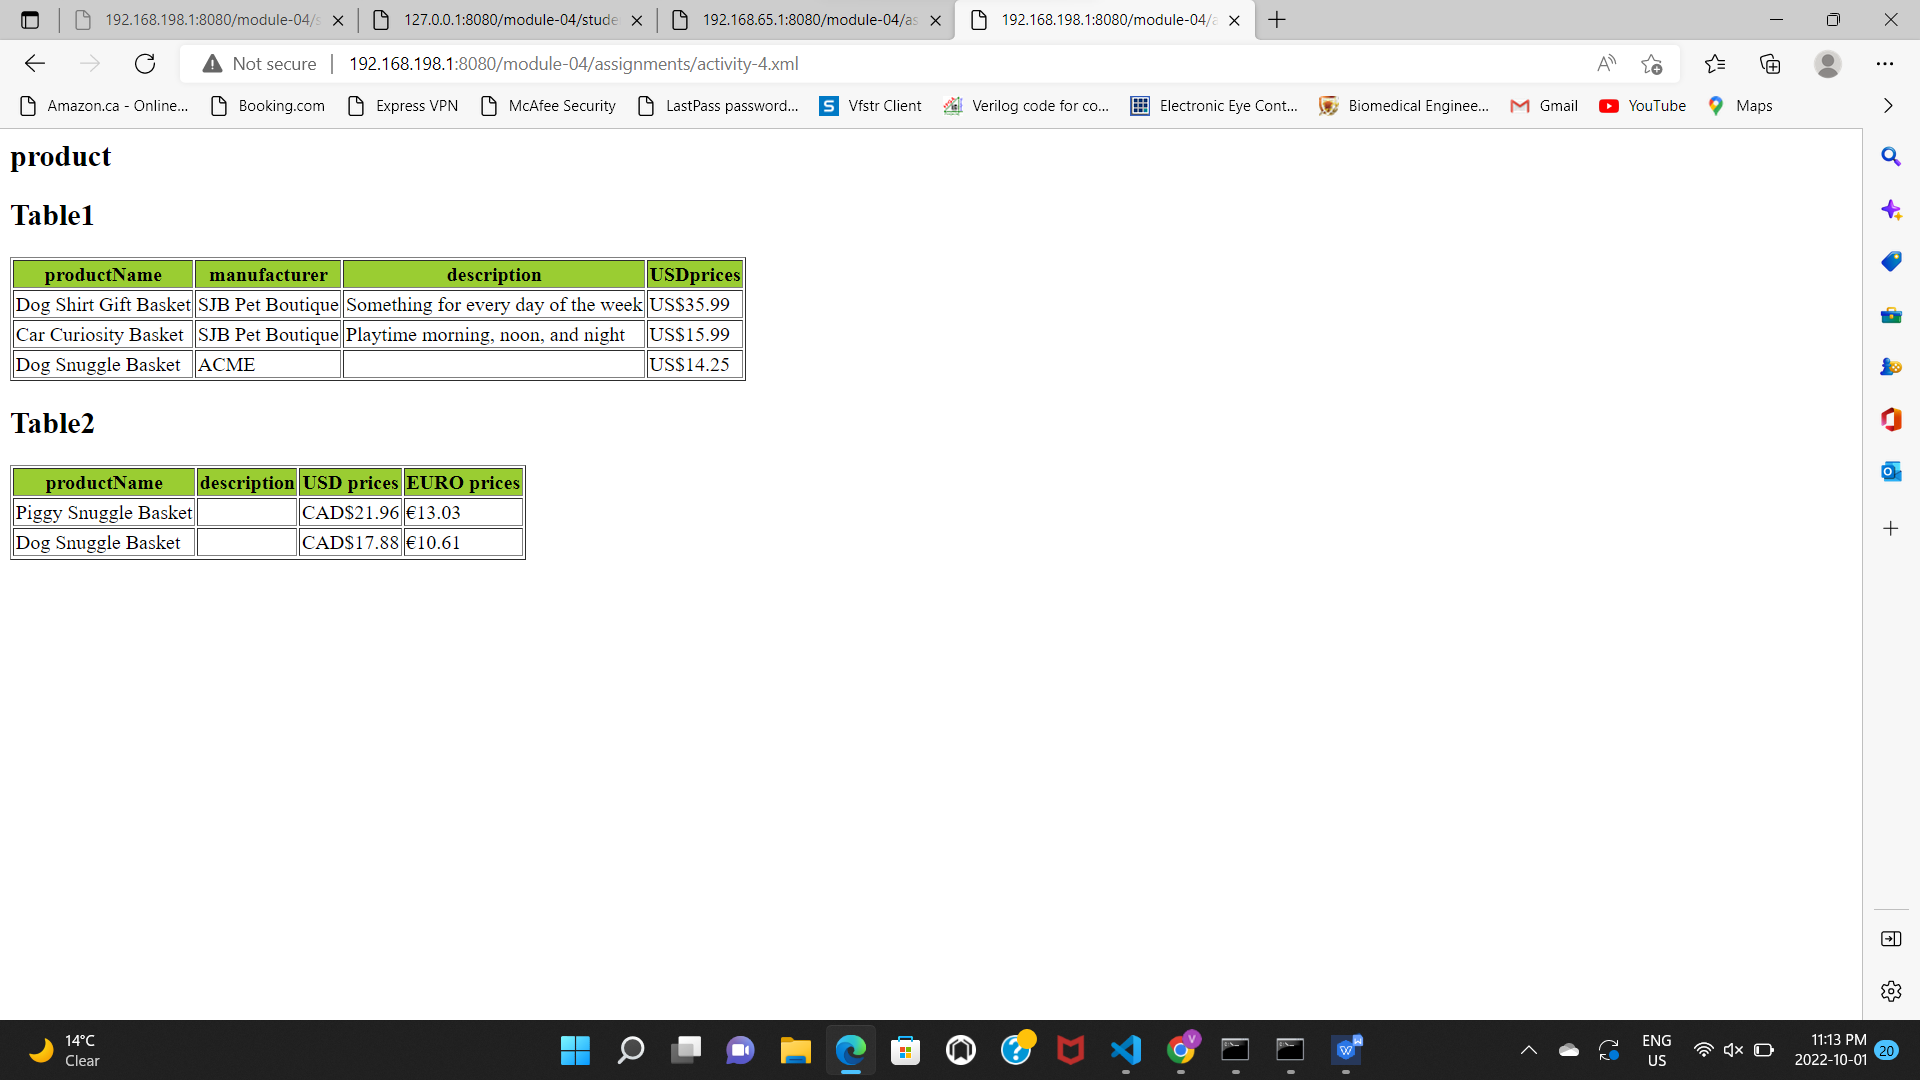 192.168.198.1:8080/module-04/s
127.0.0.1:8080/module-04/stude
192.168.65.1:8080/module-04/as
192.168.198.1:8080/module-04/a
Not secure 192.168.198.1:8080/module-04/assignments/activity-4.xml
Amazon.ca - Online... Booking.com Express VPN McAfee Security LastPass password... Vfstr Client Verilog code for co... Electronic Eye Cont... Biomedical Enginee... Gmail YouTube Maps
product
Table1
productName manufacturer description USDprices
Dog Shirt Gift Basket SJB Pet Boutique Something for every day of the week US$35.99
Car Curiosity Basket SJB Pet Boutique Playtime morning, noon, and night US$15.99
Dog Snuggle Basket ACME US$14.25
Table2
productName description USD prices EURO prices
Piggy Snuggle Basket CAD$21.96 €13.03
Dog Snuggle Basket CAD$17.88 €10.61
14°C
Clear
ENG
US
11:13 PM
2022-10-01
20